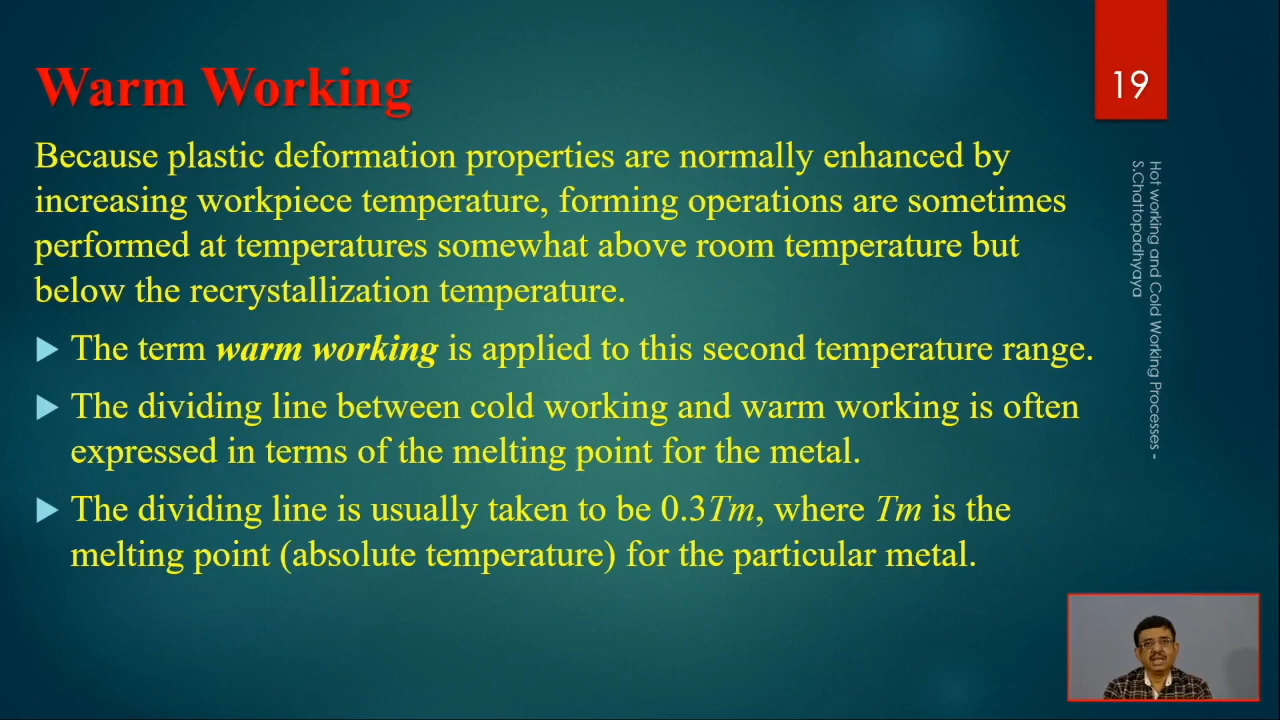 Warm Working
19
Because plastic deformation properties are normally enhanced by
increasing workpiece temperature, forming operations are sometimes
performed at temperatures somewhat above room temperature but
below the recrystallization temperature.
The term warm working is applied to this second temperature range.
The dividing line between cold working and warm working is often
expressed in terms of the melting point for the metal.
The dividing line is usually taken to be 0.3Tm, where Tm is the
melting point (absolute temperature) for the particular metal.
Hot working and Cold Working Processes -
S.Chattopadhyaya